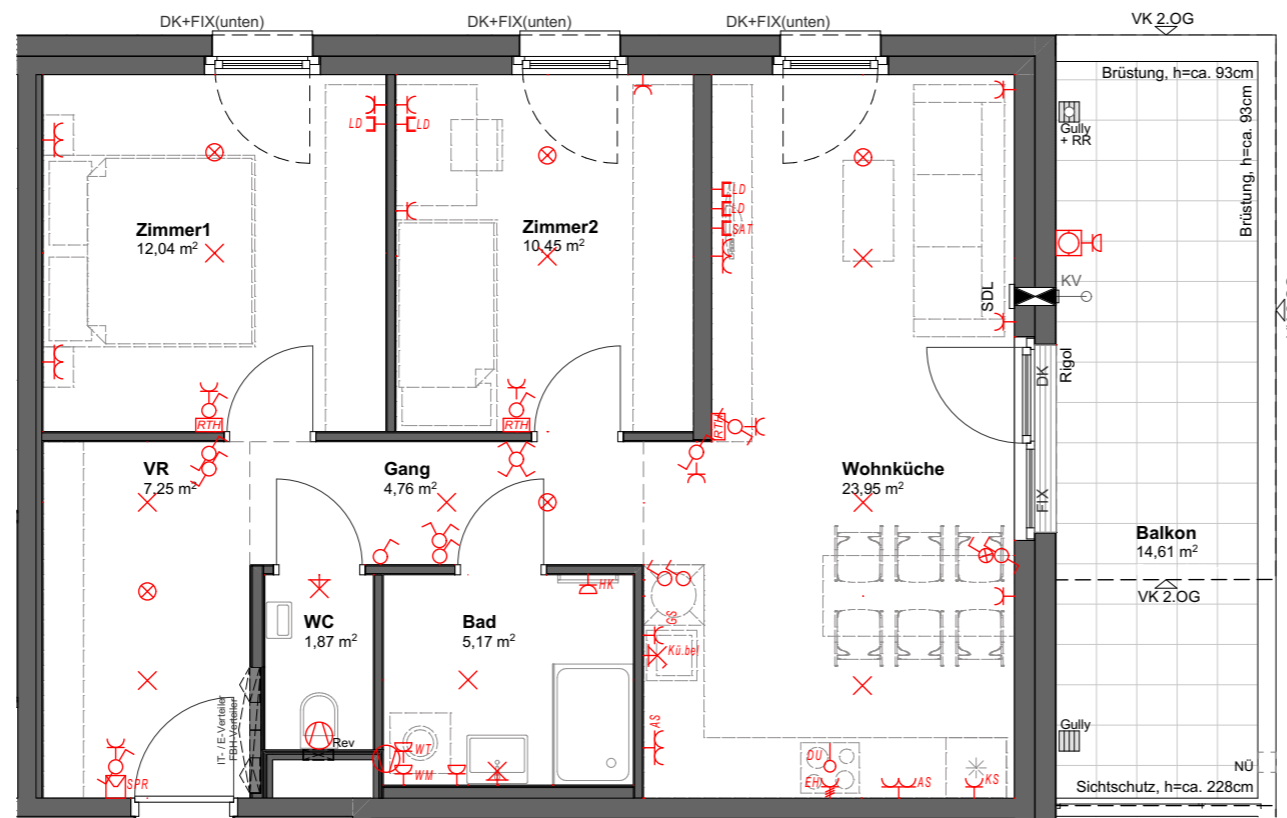 DK+FIX(unten)
DK+FIX(unten)
DK+FIX(unten)
VK 2.OG
Brüstung, h=ca. 93cm
Brüstung, h=ca. 93cm
Gully
+ RR
LD
LD
LD
LD
SAT
Zimmer1
12,04 m²
Zimmer2
10,45 m²
KV
SDL
DK
Rigol
FIX
RTH
RTH
RTH
VR
7,25 m²
Gang
4,76 m²
Wohnküche
23,95 m²
Balkon
14,61 m²
VK 2.OG
HK
GS
WC
1,87 m²
Bad
5,17 m²
Kü.bel
IT- / E-Verteiler
FBH Verteiler
Rev
WT
WM
AS
DU
EH
AS
KS
SPR
Gully
NÜ
Sichtschutz, h=ca. 228cm